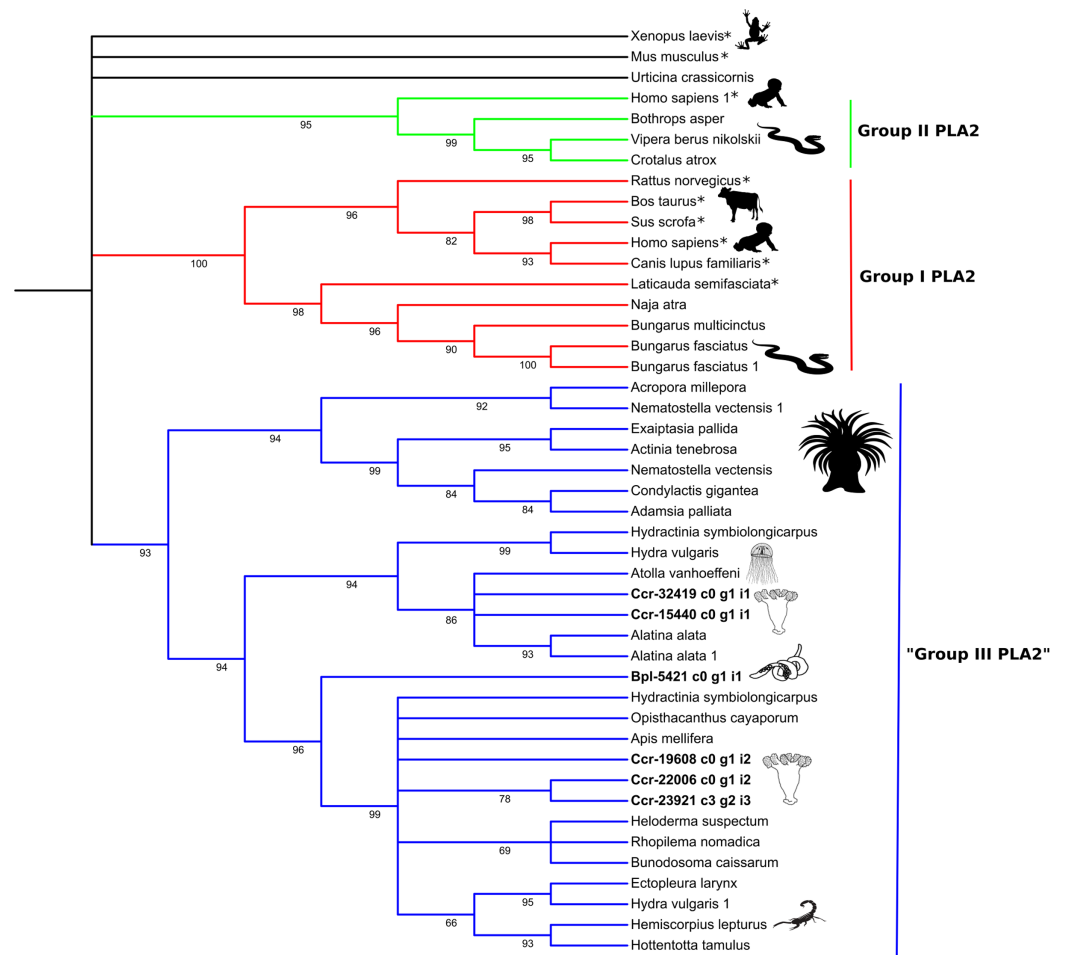 Xenopus laevis*
Mus musculus*
Urticina crassicornis
Homo sapiens 1*
95
Bothrops asper
Group II PLA2
99
Vipera berus nikolskii
95
Crotalus atrox
Rattus norvegicus*
96
Bos taurus*
98
Sus scrofa*
82
Homo sapiens*
93
Canis lupus familiaris*
100
Group I PLA2
Laticauda semifasciata*
98
Naja atra
96
Bungarus multicinctus
90
Bungarus fasciatus
100
Bungarus fasciatus 1
Acropora millepora
92
Nematostella vectensis 1
94
Exaiptasia pallida
95
Actinia tenebrosa
99
Nematostella vectensis
84
Condylactis gigantea
84
Adamsia palliata
Hydractinia symbiolongicarpus
99
Hydra vulgaris
93
94
Atolla vanhoeffeni
Ccr-32419 c0 g1 i1
Ccr-15440 c0 g1 i1
86
Alatina alata
93
Alatina alata 1
"Group III PLA2"
94
Bpl-5421 c0 g1 i1
Hydractinia symbiolongicarpus
Opisthacanthus cayaporum
Apis mellifera
96
Ccr-19608 c0 g1 i2
Ccr-22006 c0 g1 i2
78
Ccr-23921 c3 g2 i3
99
Heloderma suspectum
Rhopilema nomadica
69
Bunodosoma caissarum
Ectopleura larynx
95
Hydra vulgaris 1
66
Hemiscorpius lepturus
93
Hottentotta tamulus